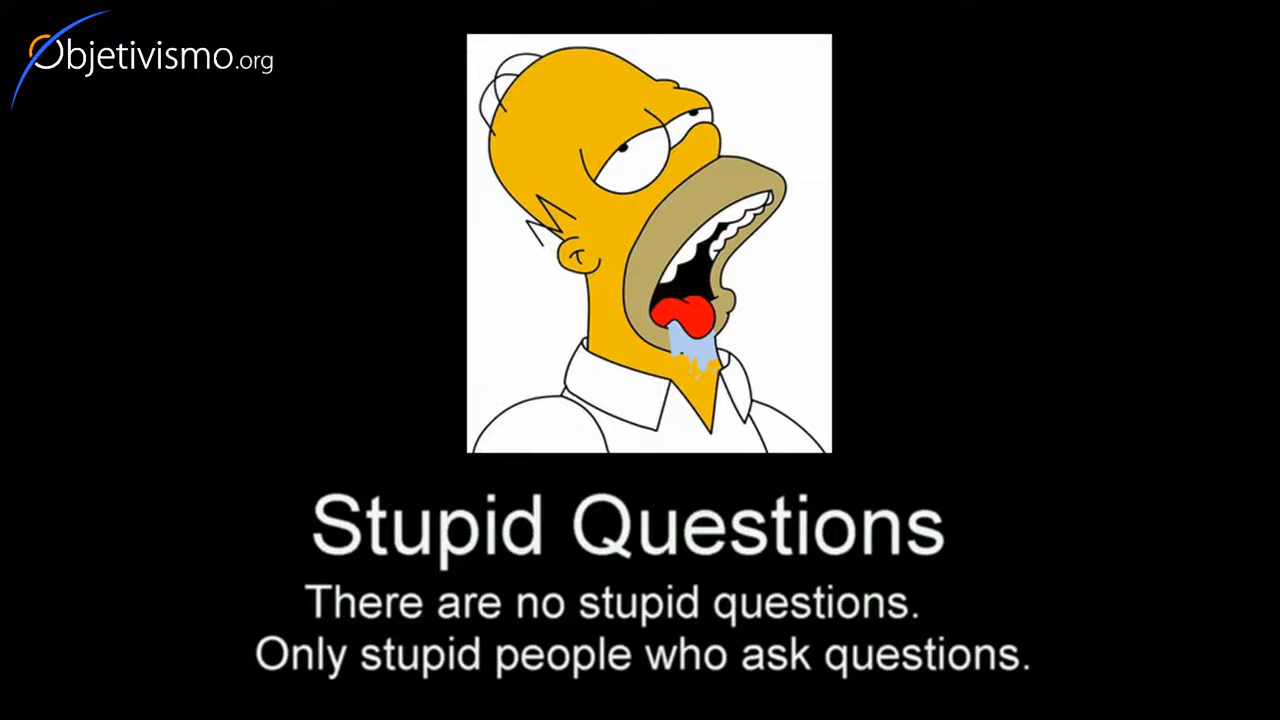 Objetivismo.org
Stupid Questions
There are no stupid questions.
Only stupid people who ask questions.